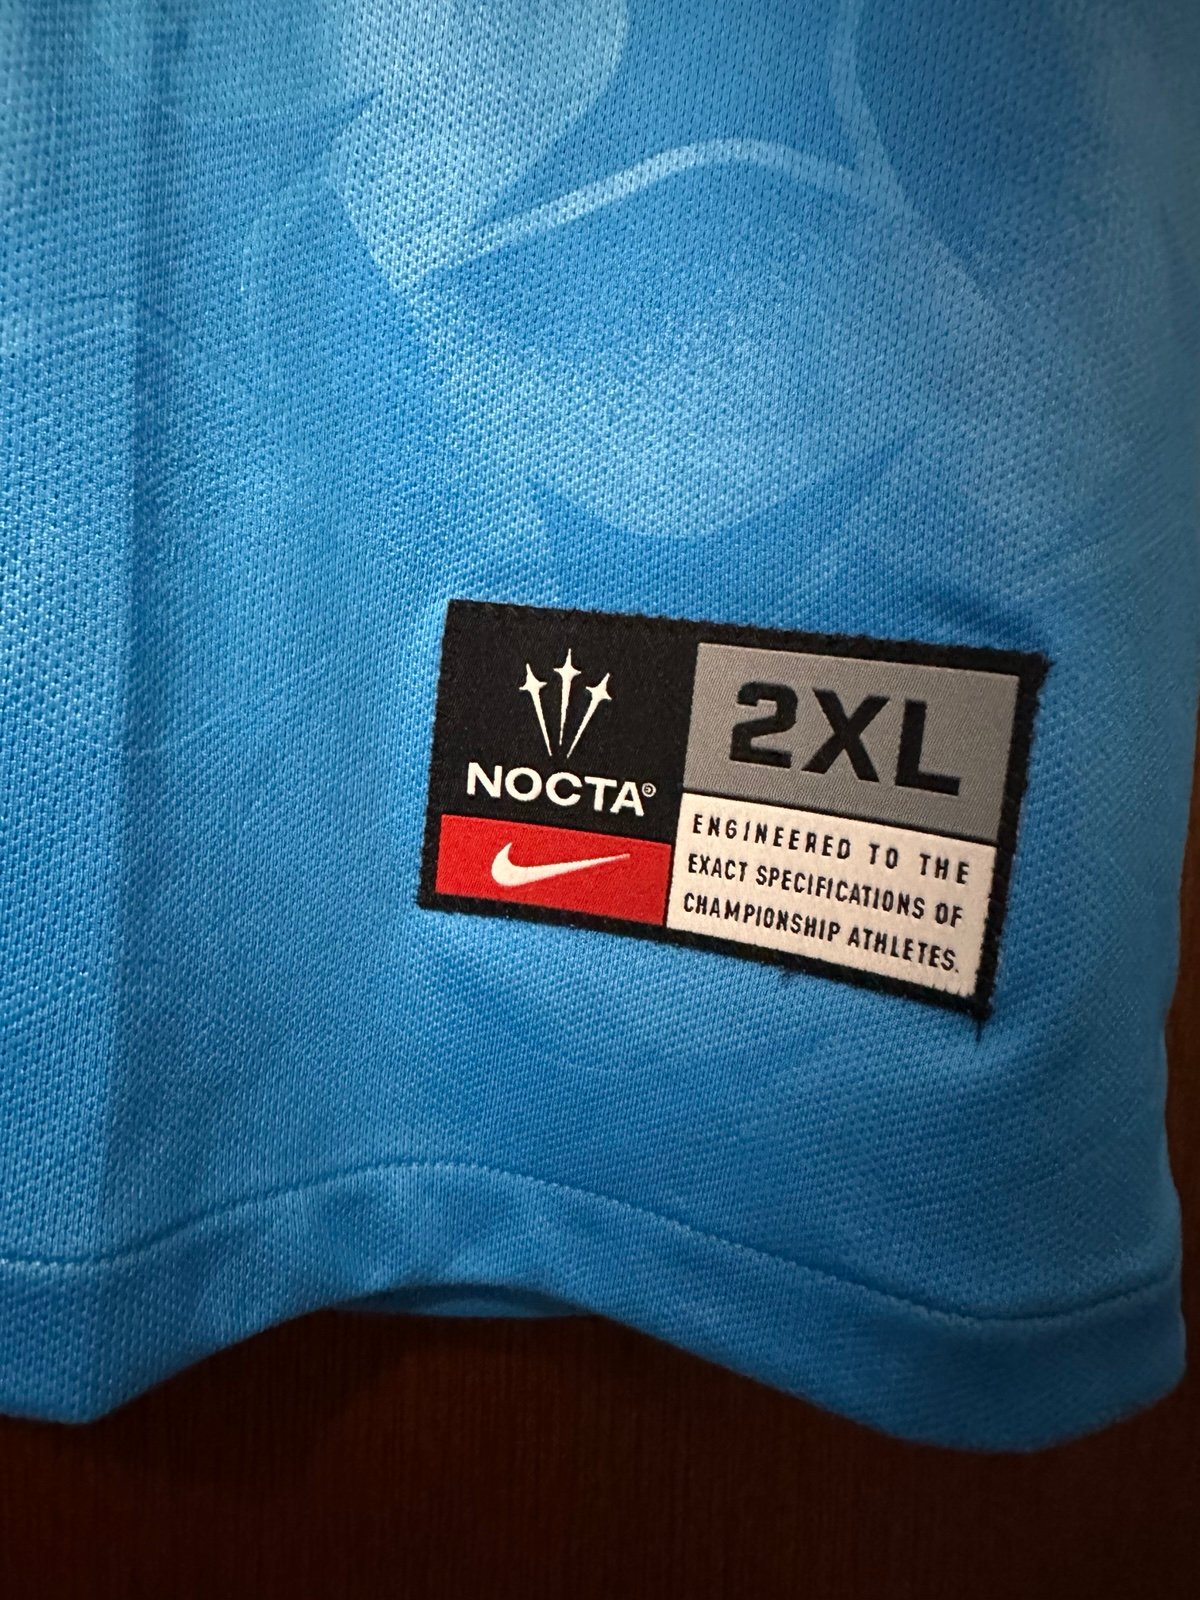 NOCTA©
2XL
ENGINEERED TO THE
EXACT SPECIFICATIONS OF
CHAMPIONSHIP ATHLETES.